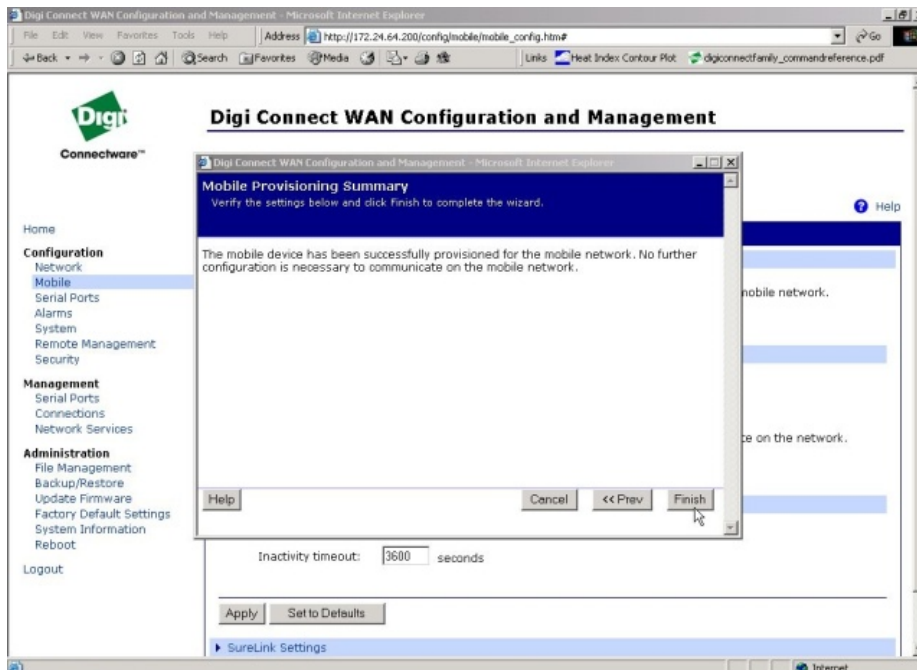 Digi Connect WAN Configuration and Management - Microsoft Internet Explorer
File Edit View Favorites Tools Help
Address http://172.24.64.200/config/mobile/mobile_config.htm#
Go
Back
Search Favorites Media
Links Heat Index Contour Plot digiconnectfamily_commandreference.pdf
Digi
Connectware™
Digi Connect WAN Configuration and Management
Help
Home
Configuration
Network
Mobile
Serial Ports
Alarms
System
Remote Management
Security
Management
Serial Ports
Connections
Network Services
Administration
File Management
Backup/Restore
Update Firmware
Factory Default Settings
System Information
Reboot
Logout
Digi Connect WAN Configuration and Management - Microsoft Internet Explorer
Mobile Provisioning Summary
Verify the settings below and click Finish to complete the wizard.
The mobile device has been successfully provisioned for the mobile network. No further
configuration is necessary to communicate on the mobile network.
Help
Cancel
<< Prev
Finish
mobile network.
on the network.
Inactivity timeout: 3600 seconds
Apply
Set to Defaults
SureLink Settings
Internet